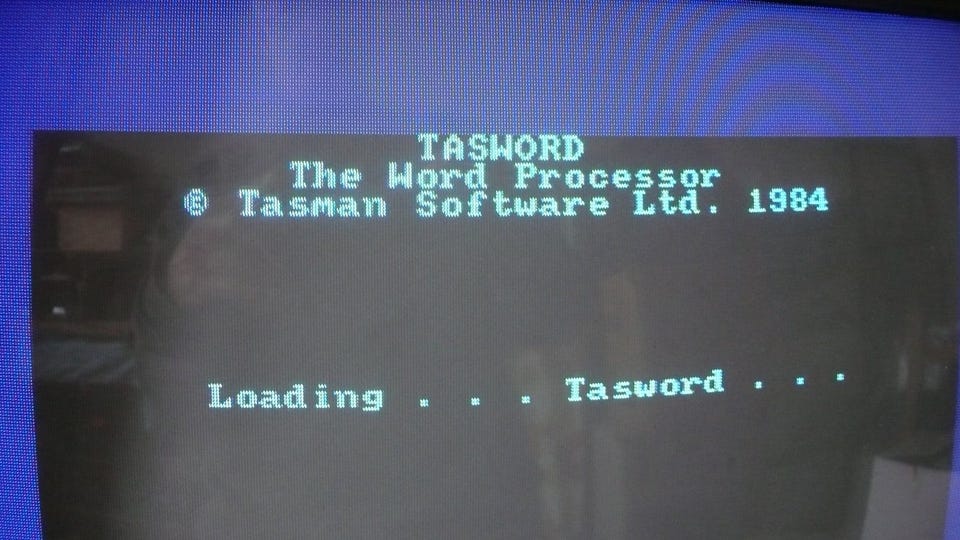 TASWORD
The Word Processor
© Tasman Software Ltd. 1984
Loading . . . Tasword . . .